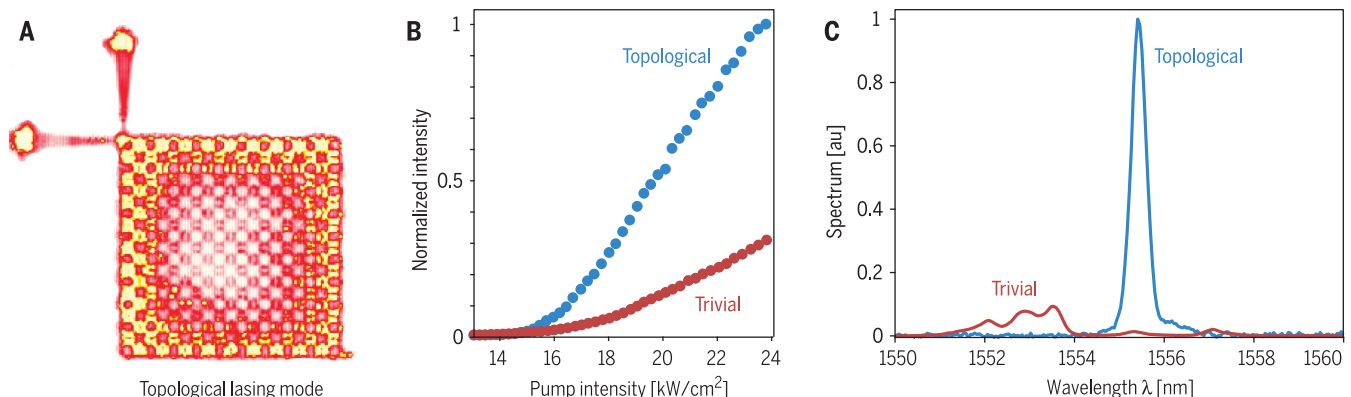 A
Topological lasing mode
B
1
0.5
0
Normalized intensity
Topological
Trivial
14 16 18 20 22 24
Pump intensity [kW/cm²]
C
1
0.8
0.6
0.4
0.2
0
Spectrum [au]
Topological
Trivial
1550 1552 1554 1556 1558 1560
Wavelength λ [nm]